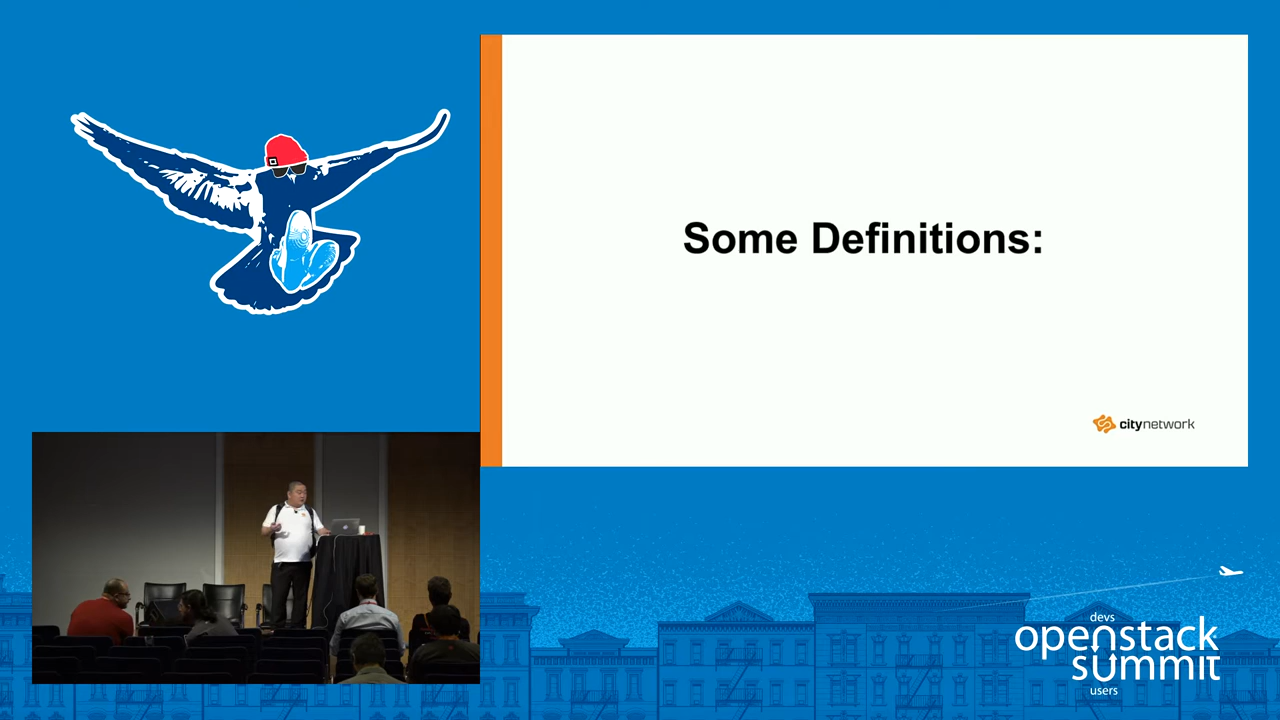 Some Definitions:
citynetwork
devs
openstack
summit
users